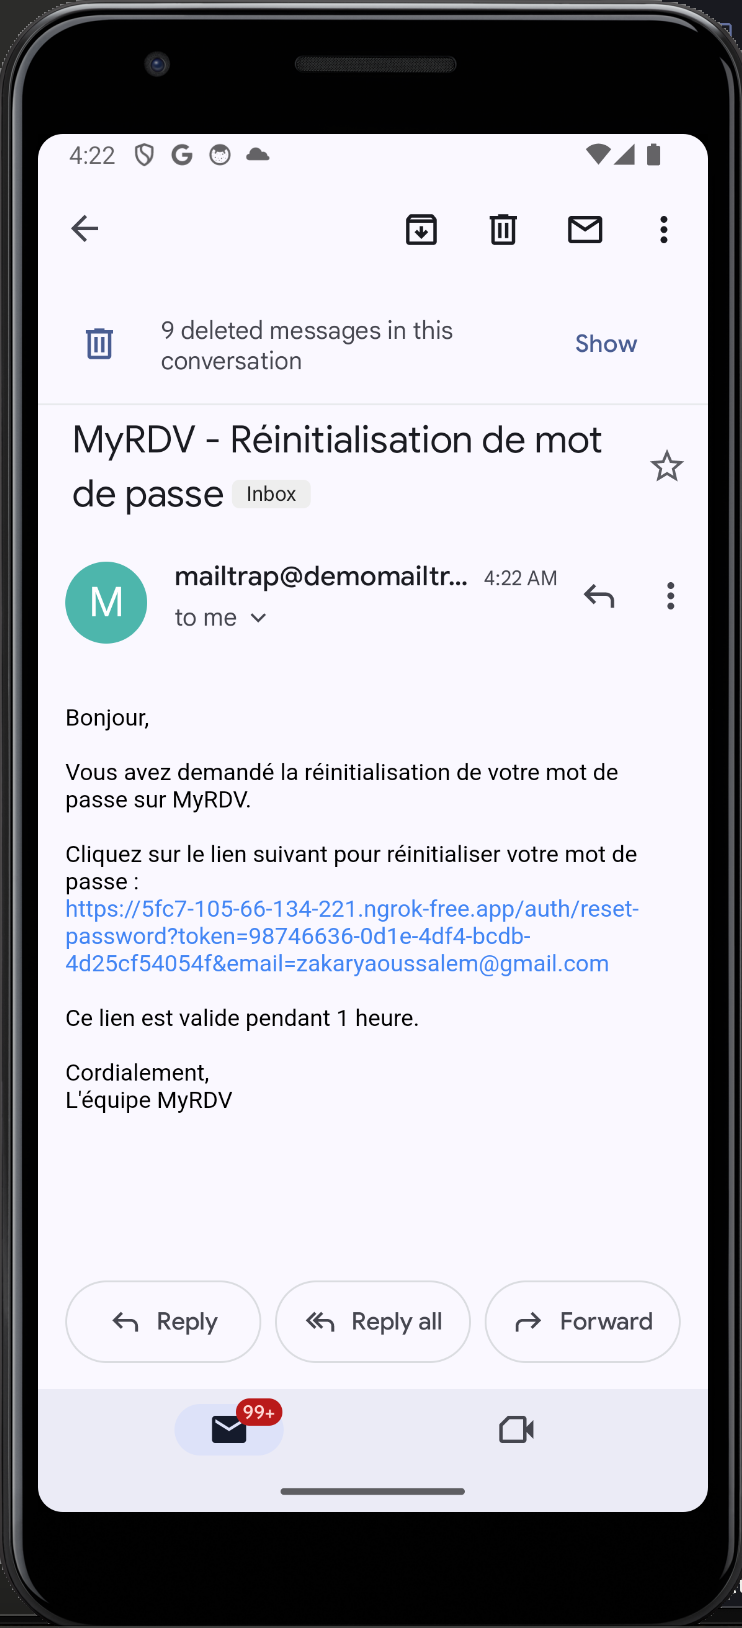 4:22
9 deleted messages in this
conversation
Show
MyRDV - Réinitialisation de mot
de passe Inbox
M
mailtrap@demomailtr... 4:22 AM
to me
Bonjour,
Vous avez demandé la réinitialisation de votre mot de
passe sur MyRDV.
Cliquez sur le lien suivant pour réinitialiser votre mot de
passe :
https://5fc7-105-66-134-221.ngrok-free.app/auth/reset-
password?token=98746636-0d1e-4df4-bcdb-
4d25cf54054f&email=zakaryaoussalem@gmail.com
Ce lien est valide pendant 1 heure.
Cordialement,
L'équipe MyRDV
Reply Reply all Forward
99+